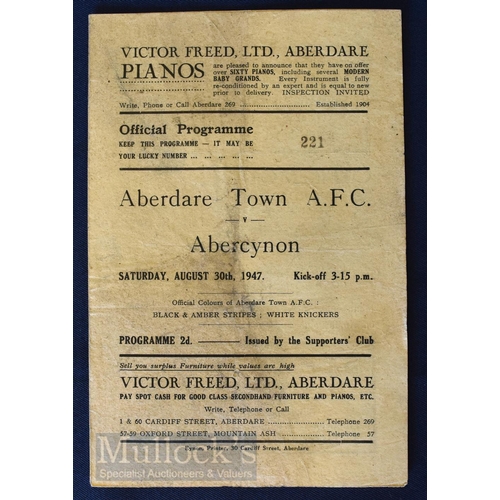 VICTOR FREED, LTD., ABERDARE
PIANOS
are pleased to announce that they have on offer
over SIXTY PIANOS, including several MODERN
BABY GRANDS. Every Instrument is fully
re-conditioned by an expert and is equal to new
prior to delivery. INSPECTION INVITED
Write, Phone or Call Aberdare 269 ........................ Established 1904
Official Programme
KEEP THIS PROGRAMME — IT MAY BE
YOUR LUCKY NUMBER ... ... ... ... ...
221
Aberdare Town A.F.C.
v
Abercynon
SATURDAY, AUGUST 30th, 1947. Kick-off 3-15 p.m.
Official Colours of Aberdare Town A.F.C. :
BLACK & AMBER STRIPES ; WHITE KNICKERS
PROGRAMME 2d. ——— Issued by the Supporters' Club
Sell you surplus Furniture while values are high
VICTOR FREED, LTD., ABERDARE
PAY SPOT CASH FOR GOOD CLASS SECONDHAND FURNITURE AND PIANOS, ETC.
Write, Telephone or Call
1 & 60 CARDIFF STREET, ABERDARE ........................ Telephone 269
57-59 OXFORD STREET, MOUNTAIN ASH ........................ Telephone 57
Printer, 30 Cardiff Street, Aberdare
Mullock's
Specialist Auctioneers & Valuers